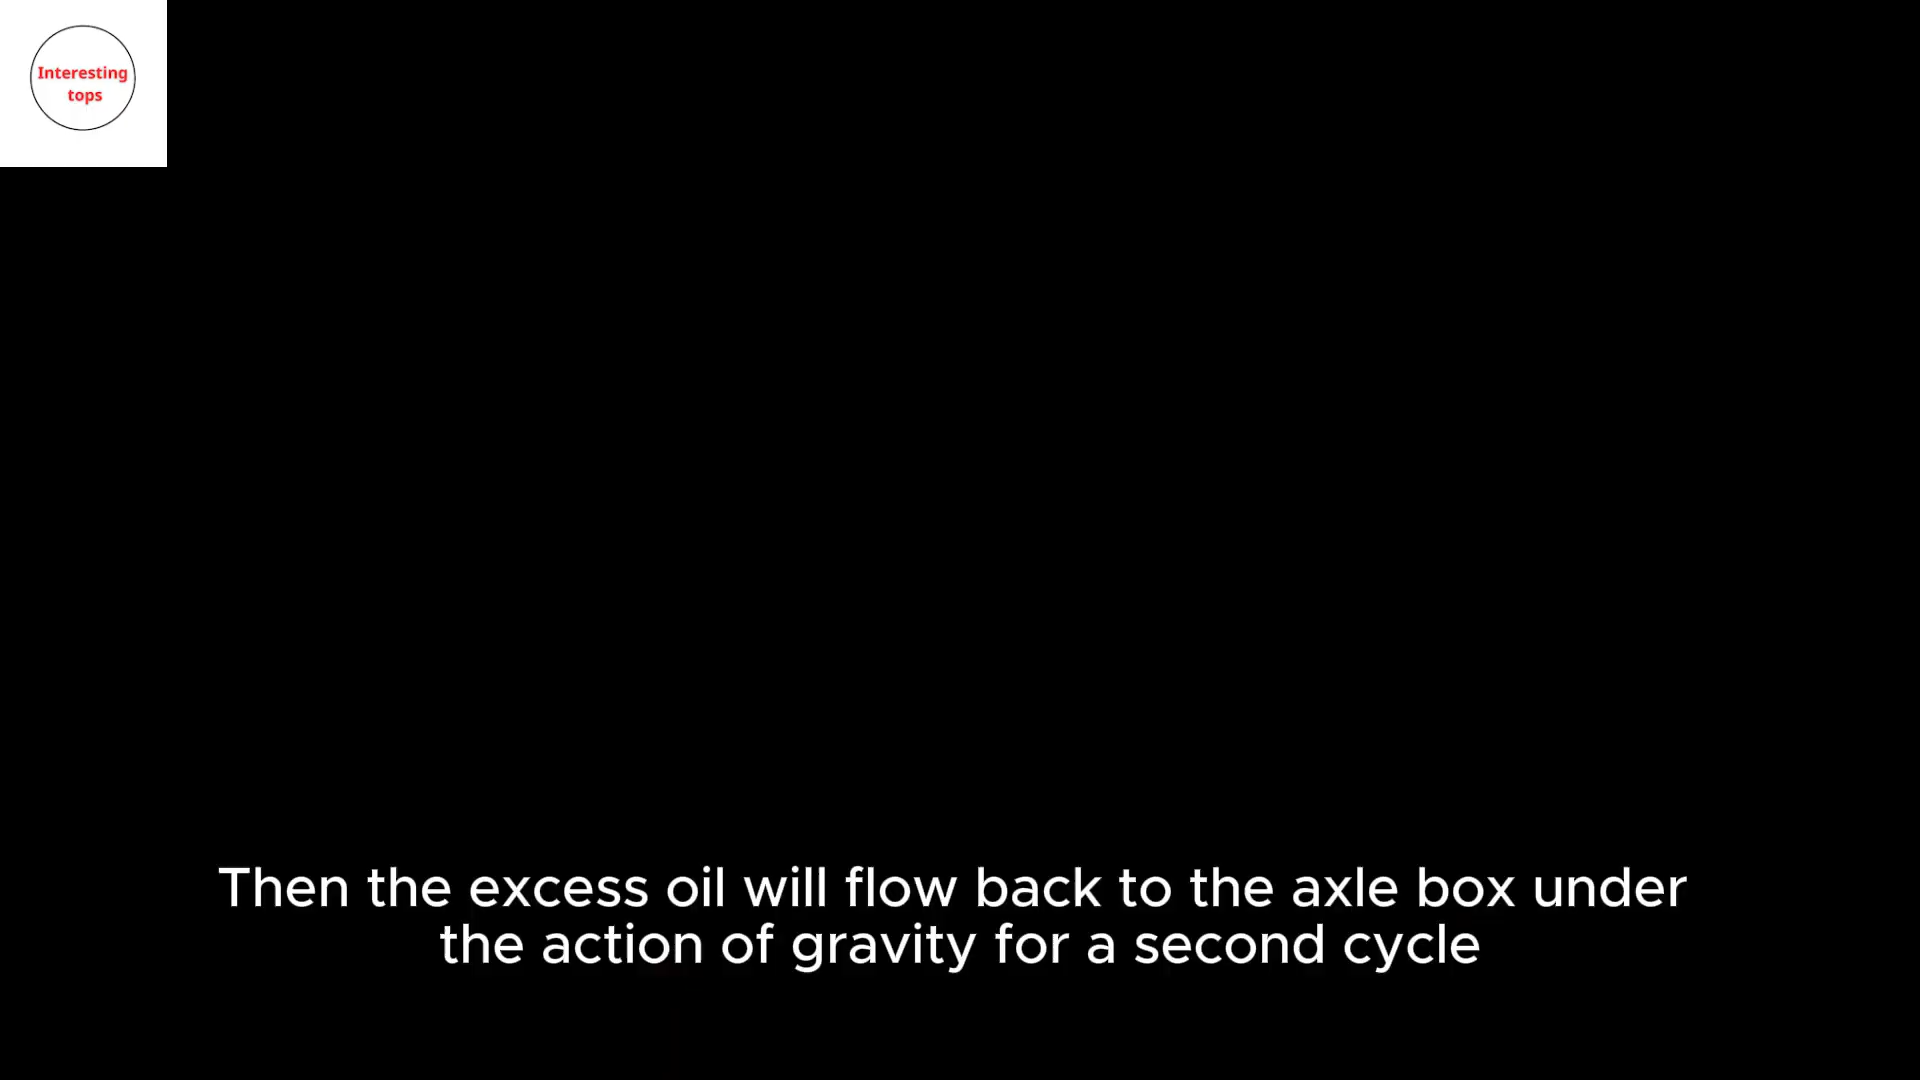 Interesting
tops
Then the excess oil will flow back to the axle box under
the action of gravity for a second cycle